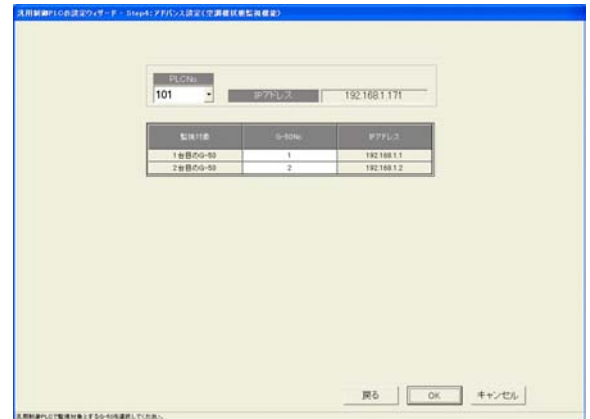 汎用制御PLCの設定ウィザード - Step4:アドバンス設定(空調機状態監視機能)
PLCNo
101
IPアドレス
192.168.1.171
監視対象 G-50No IPアドレス
1台目のG-50 1 192.168.1.1
2台目のG-50 2 192.168.1.2
戻る OK キャンセル
汎用制御PLCで監視対象とするG-50を選択してください。